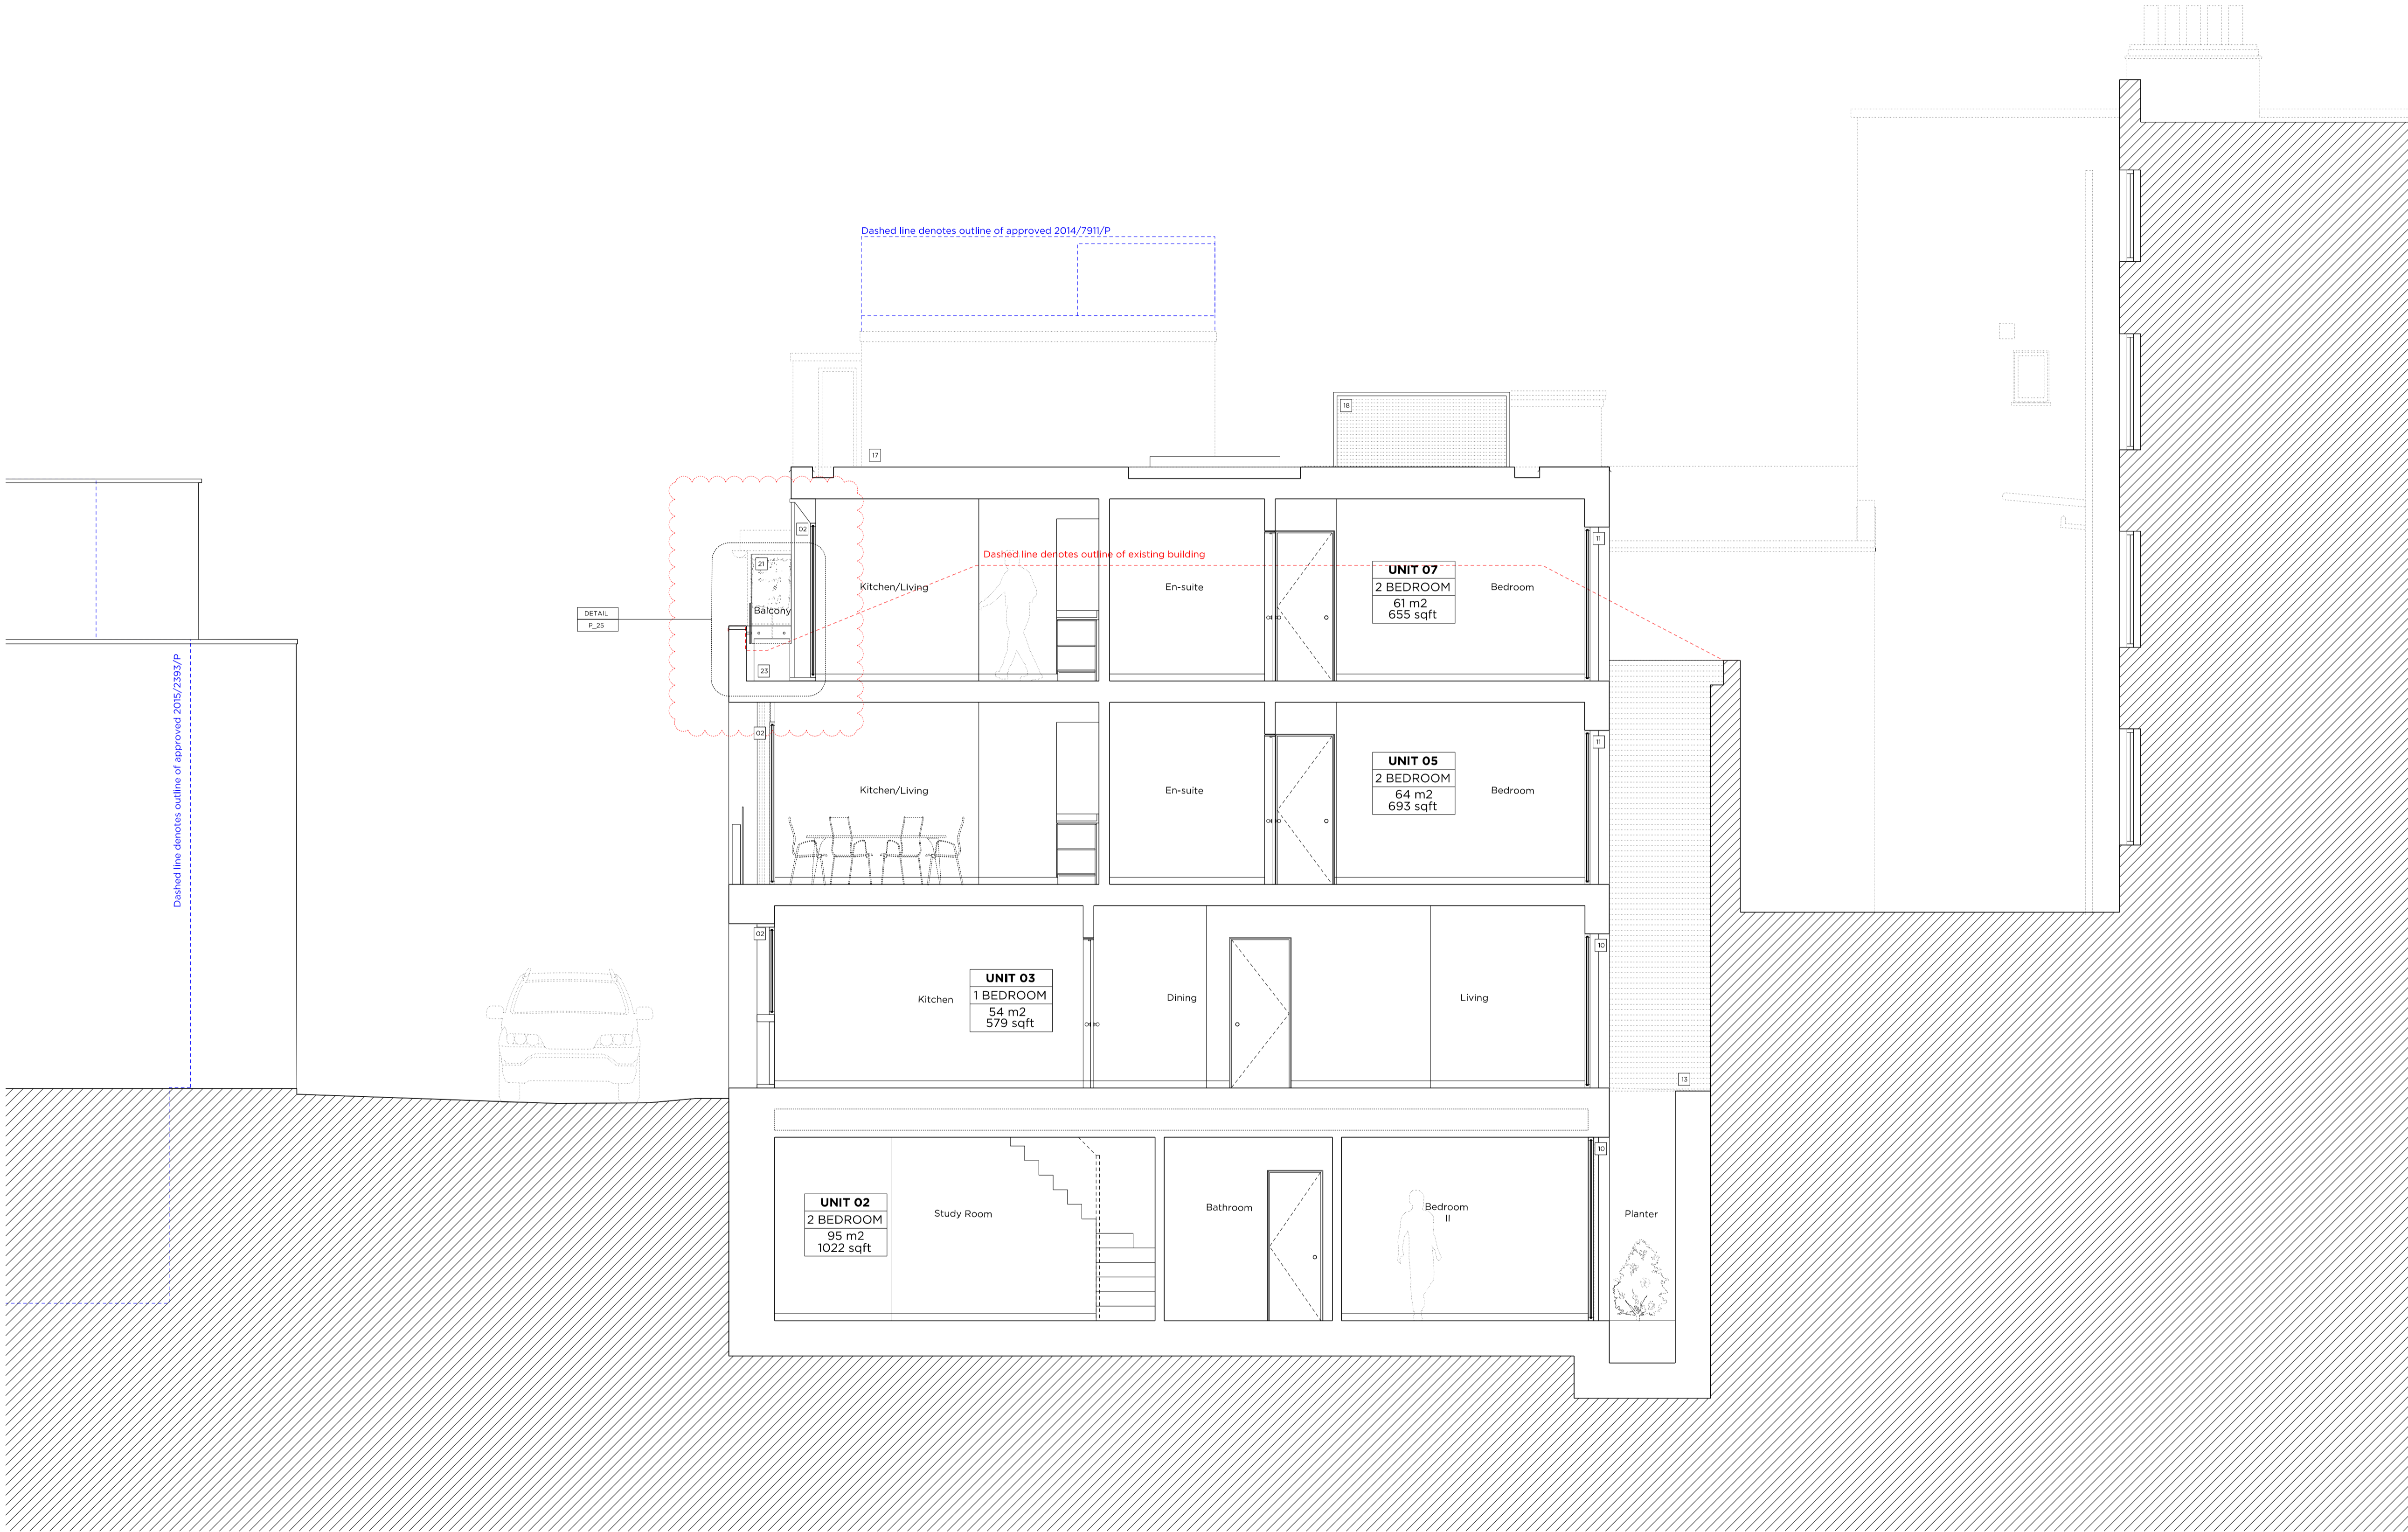 Dashed line denotes outline of approved 2014/7911/P
18
17
02
11
Dashed line denotes outline of existing building
21
Kitchen/Living
En-suite
UNIT 07
2 BEDROOM
61 m2
655 sqft
Bedroom
Balcony
DETAIL
P_25
23
Dashed line denotes outline of approved 2015/2393/P
02
11
Kitchen/Living
En-suite
UNIT 05
2 BEDROOM
64 m2
693 sqft
Bedroom
02
10
Kitchen
UNIT 03
1 BEDROOM
54 m2
579 sqft
Dining
Living
13
10
UNIT 02
2 BEDROOM
95 m2
1022 sqft
Study Room
Bathroom
Bedroom
II
Planter